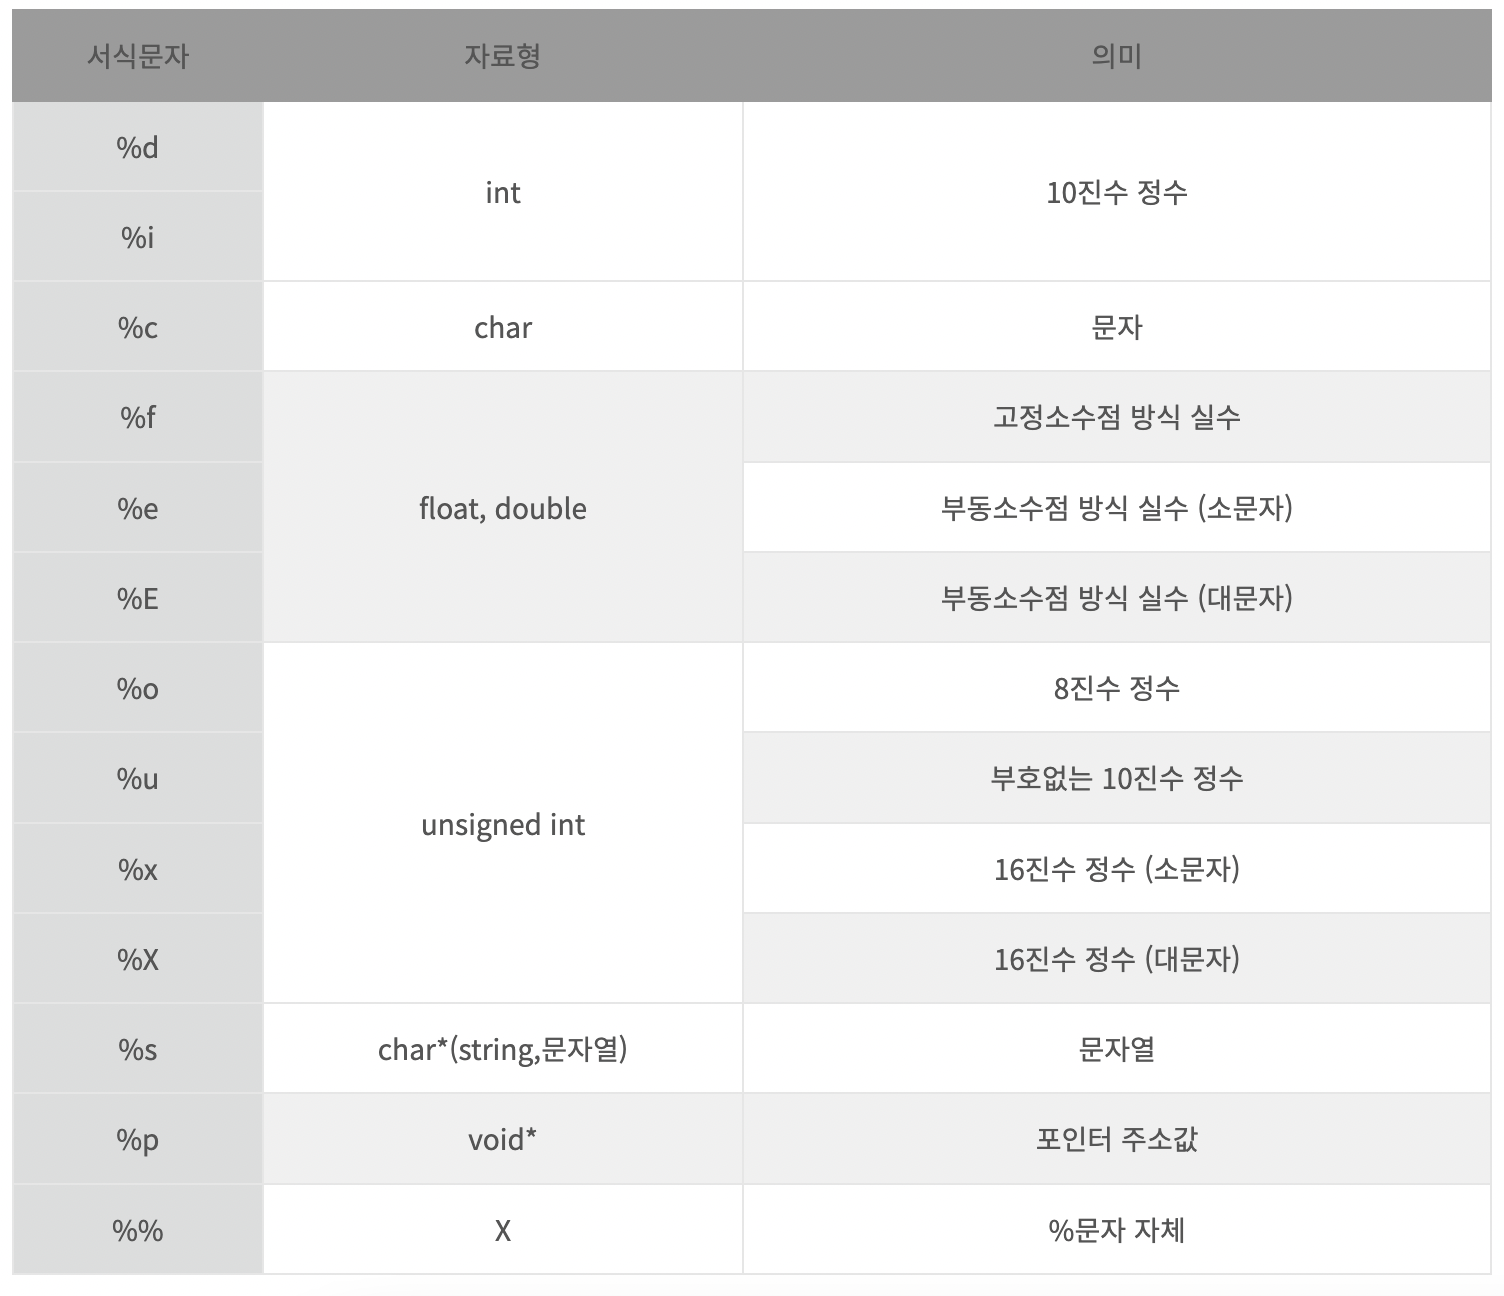 서식문자 자료형 의미
%d
int 10진수 정수
%i
%c char 문자
%f 고정소수점 방식 실수
%e float, double 부동소수점 방식 실수 (소문자)
%E 부동소수점 방식 실수 (대문자)
%o 8진수 정수
%u 부호없는 10진수 정수
unsigned int
%x 16진수 정수 (소문자)
%X 16진수 정수 (대문자)
%s char*(string,문자열) 문자열
%p void* 포인터 주소값
%% X %문자 자체